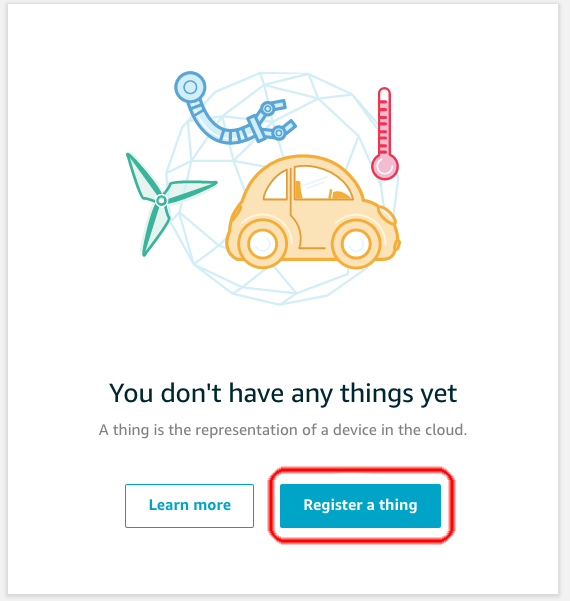 You don't have any things yet
A thing is the representation of a device in the cloud.
Learn more
Register a thing